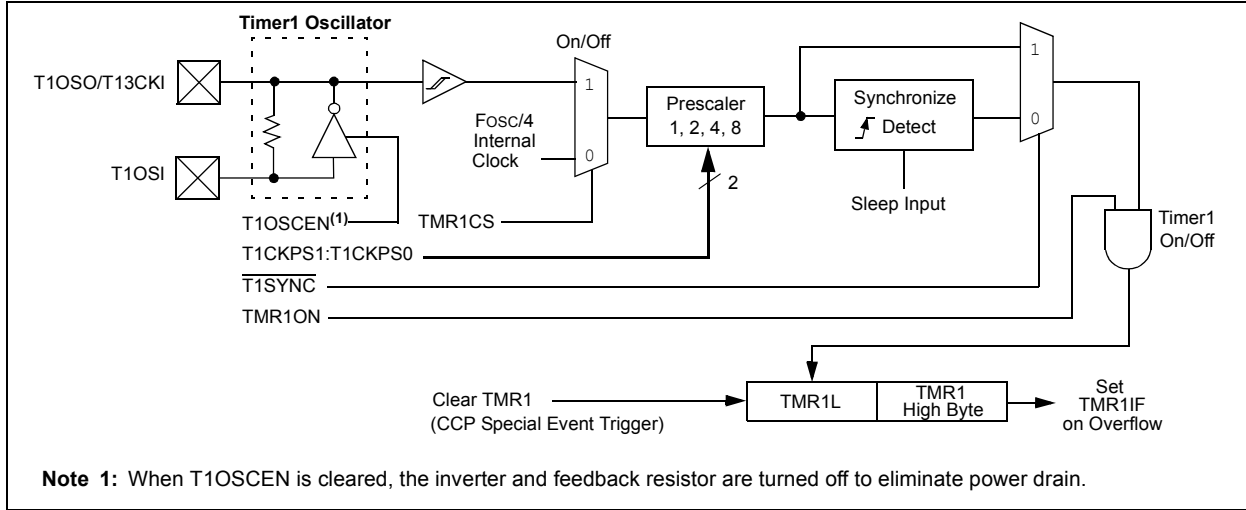 Timer1 Oscillator
On/Off
T1OSO/T13CKI
1
1
Prescaler
1, 2, 4, 8
Synchronize
Detect
FOSC/4
Internal
Clock
0
0
T1OSI
2
Sleep Input
T1OSCEN(1)
TMR1CS
Timer1
On/Off
T1CKPS1:T1CKPS0
T1SYNC
TMR1ON
Clear TMR1
(CCP Special Event Trigger)
TMR1L
TMR1
High Byte
Set
TMR1IF
on Overflow
Note 1: When T1OSCEN is cleared, the inverter and feedback resistor are turned off to eliminate power drain.